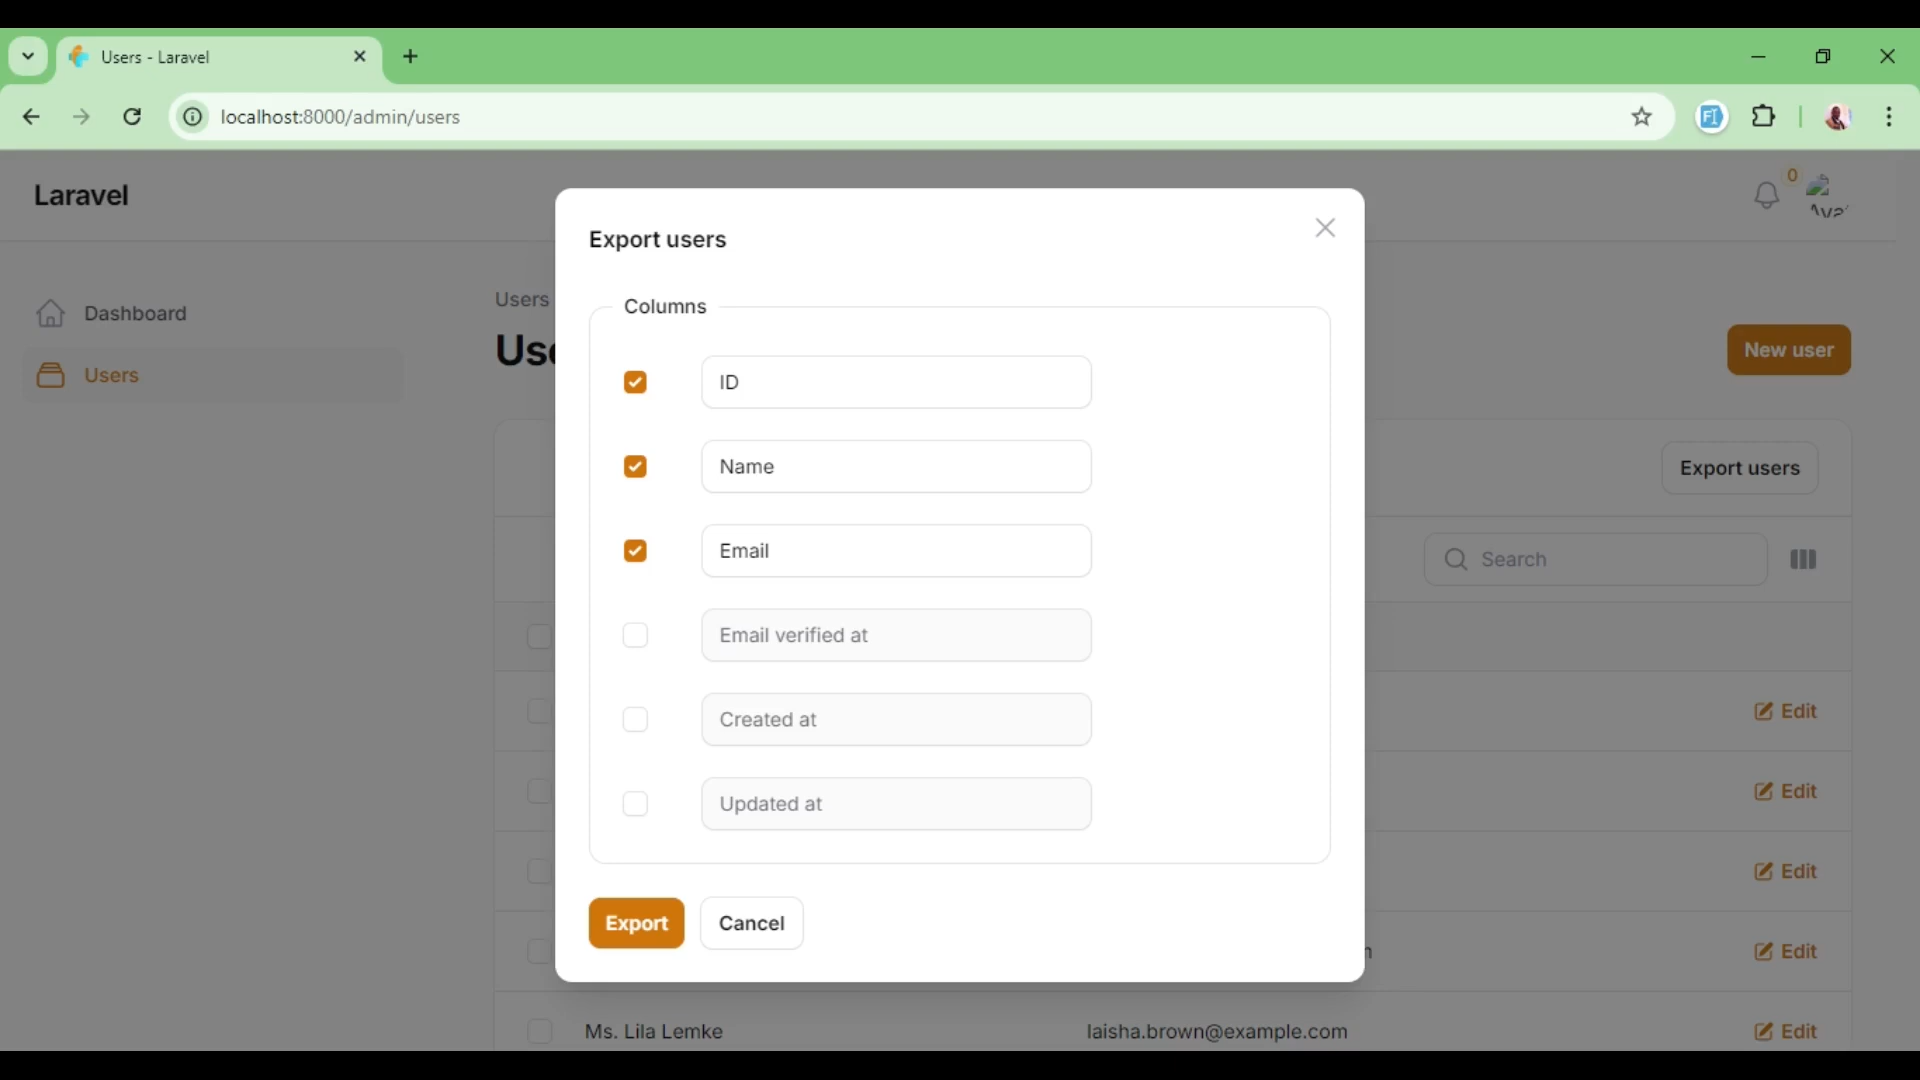 Users - Laravel
localhost:8000/admin/users
Laravel
0
Export users
Columns
Dashboard
Users
Users
New user
ID
Name
Export users
Email
Search
Email verified at
Created at
Edit
Updated at
Edit
Edit
Export
Cancel
Edit
Ms. Lila Lemke
laisha.brown@example.com
Edit